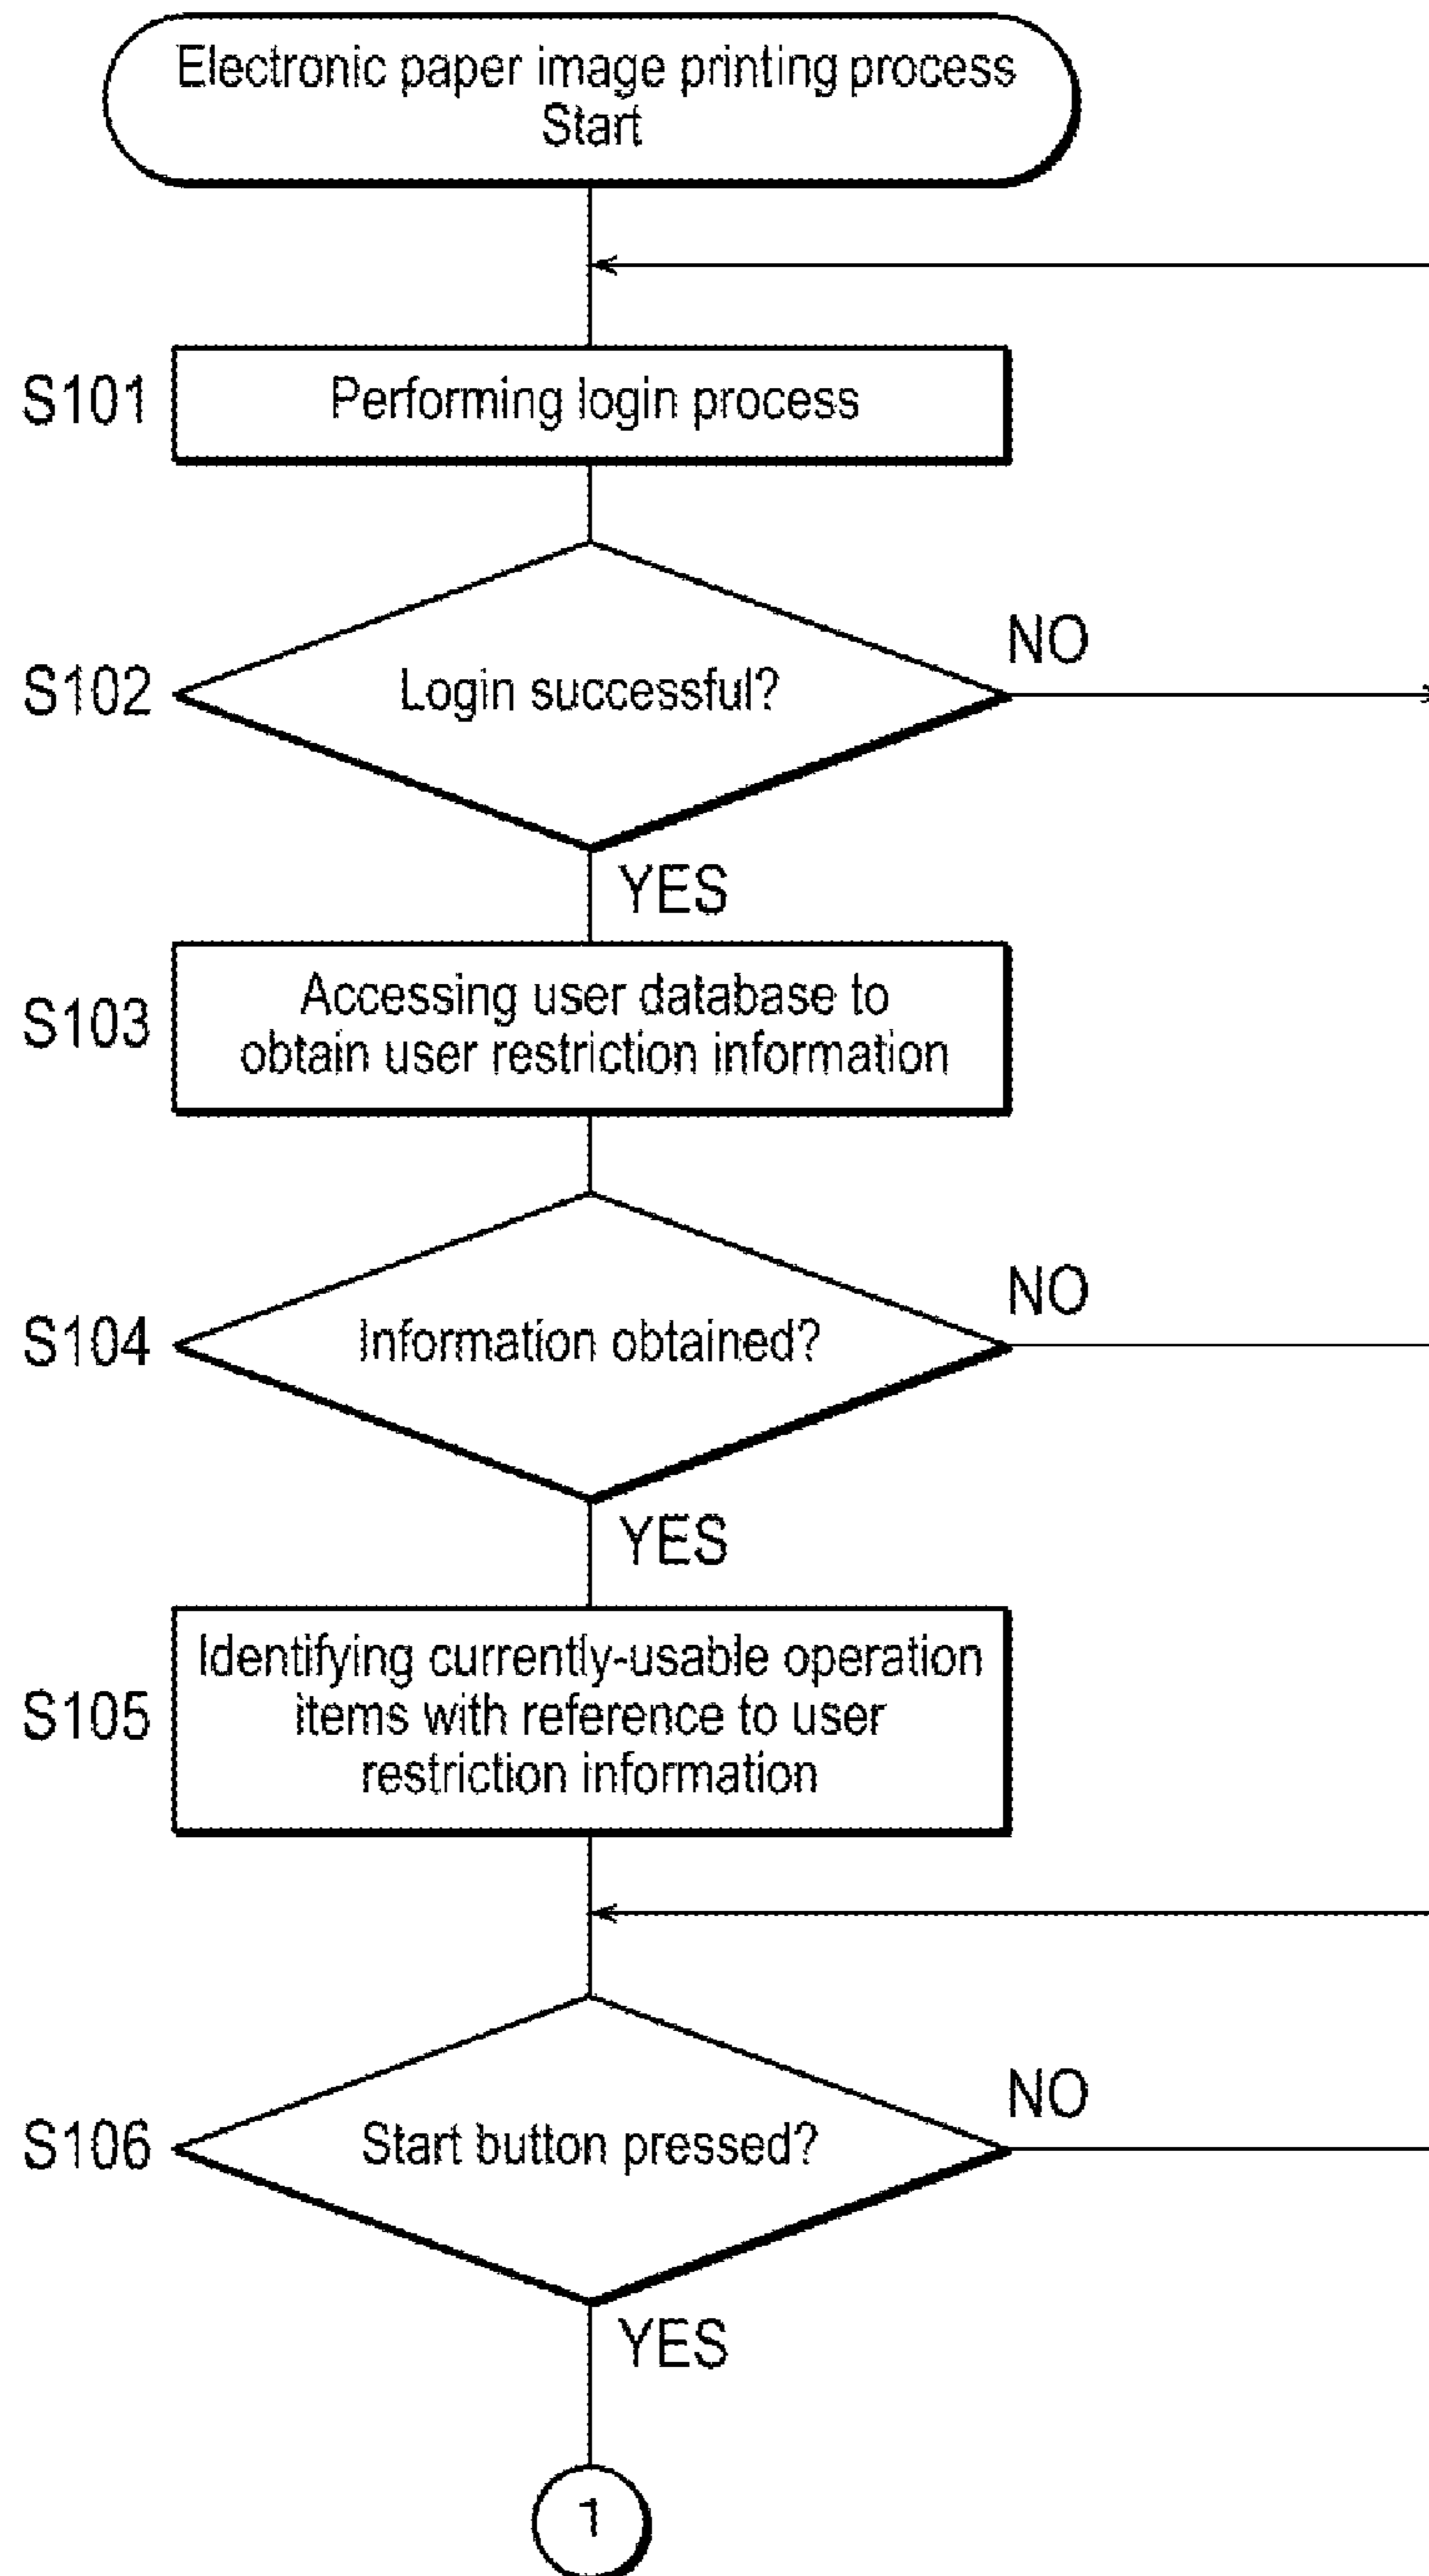 Electronic paper image printing process
Start
S101
Performing login process
S102
Login successful?
NO
YES
S103
Accessing user database to
obtain user restriction information
S104
Information obtained?
NO
YES
S105
Identifying currently-usable operation
items with reference to user
restriction information
S106
Start button pressed?
NO
YES
1